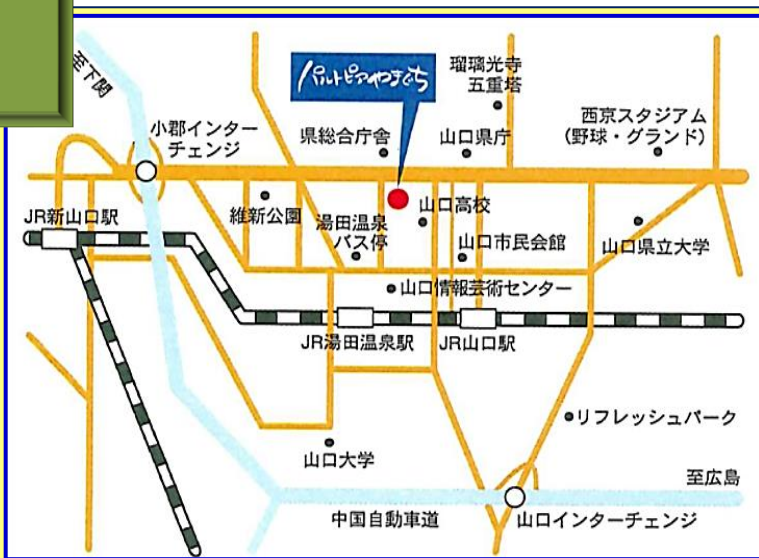 至下関
パルトピアやまぐち
瑠璃光寺
五重塔
小郡インター
チェンジ
県総合庁舎
山口県庁
西京スタジアム
(野球・グランド)
JR新山口駅
維新公園
湯田温泉
バス停
山口高校
山口市民会館
山口県立大学
山口情報芸術センター
JR湯田温泉駅
JR山口駅
リフレッシュパーク
山口大学
至広島
中国自動車道
山口インターチェンジ